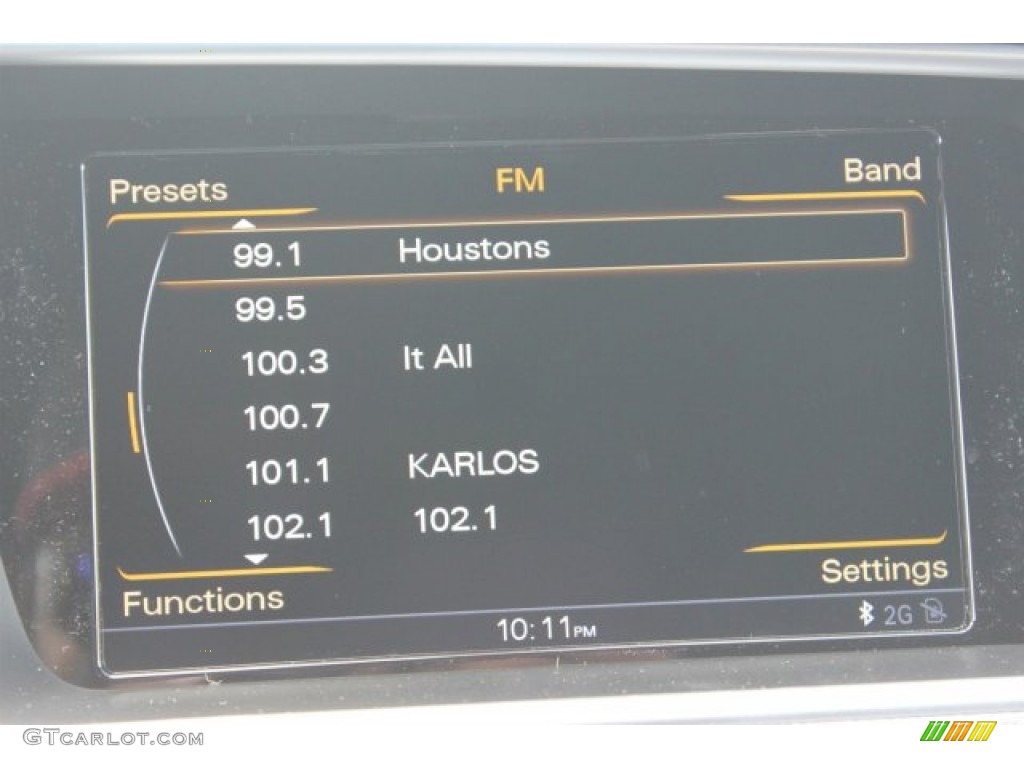 Presets FM Band
99.1 Houstons
99.5
100.3 It All
100.7
101.1 KARLOS
102.1 102.1
Functions Settings
10:11PM 2G
GTCARLOT.COM